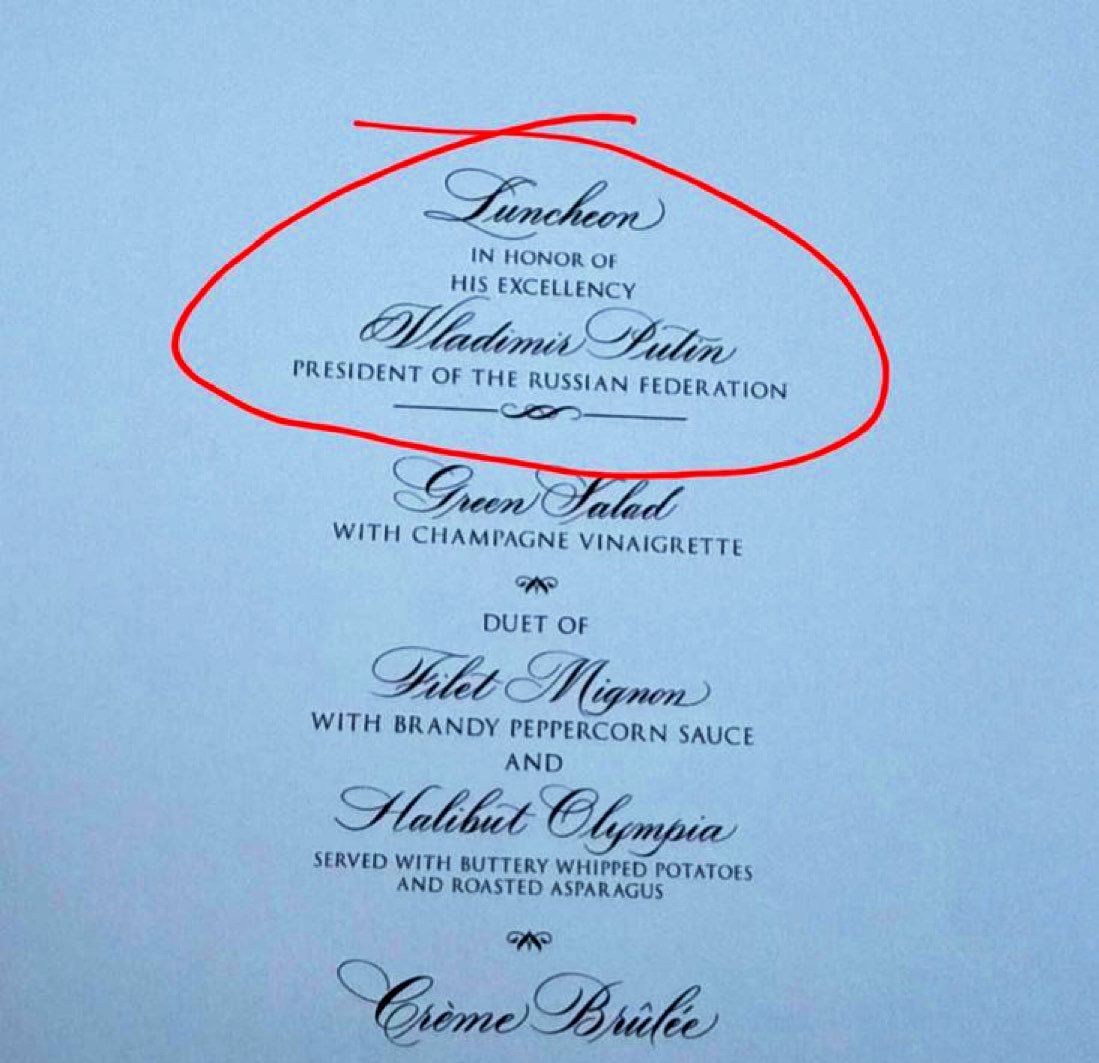 Luncheon
IN HONOR OF
HIS EXCELLENCY
Vladimir Putin
PRESIDENT OF THE RUSSIAN FEDERATION
Green Salad
WITH CHAMPAGNE VINAIGRETTE
DUET OF
Filet Mignon
WITH BRANDY PEPPERCORN SAUCE
AND
Halibut Olympia
SERVED WITH BUTTERY WHIPPED POTATOES
AND ROASTED ASPARAGUS
Crème Brûlée